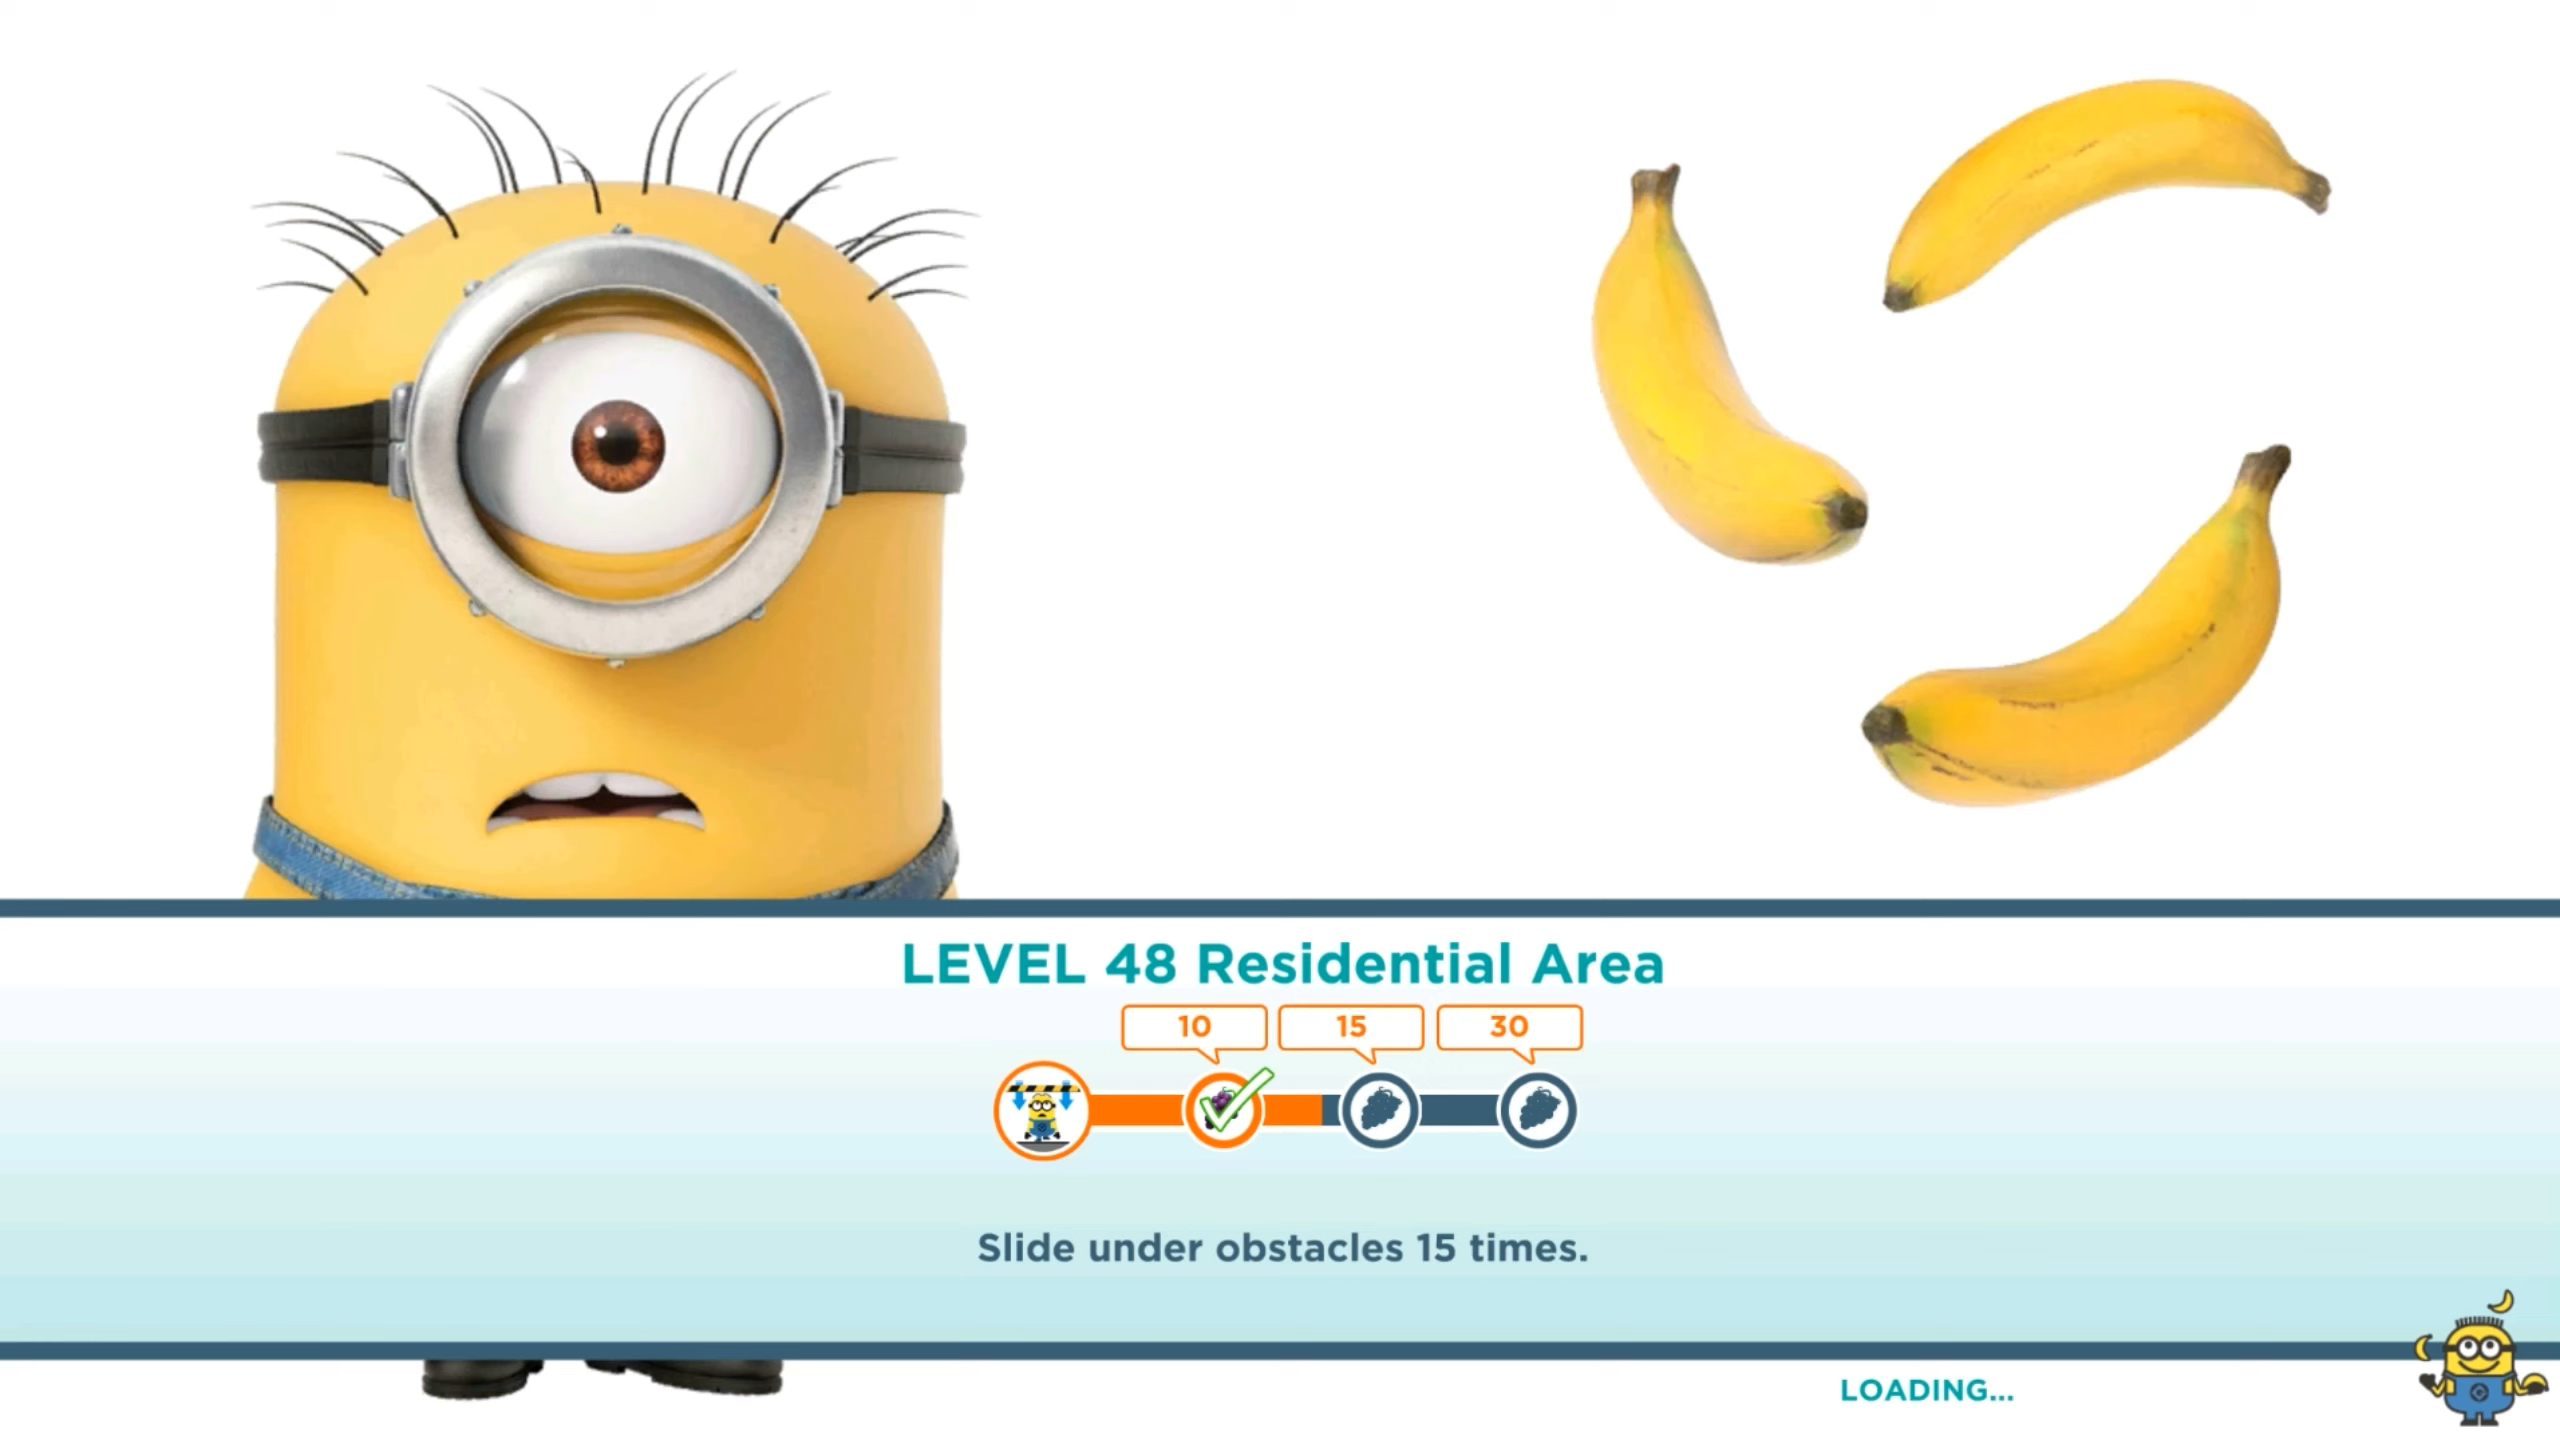 LEVEL 48 Residential Area
10 15 30
Slide under obstacles 15 times.
LOADING...